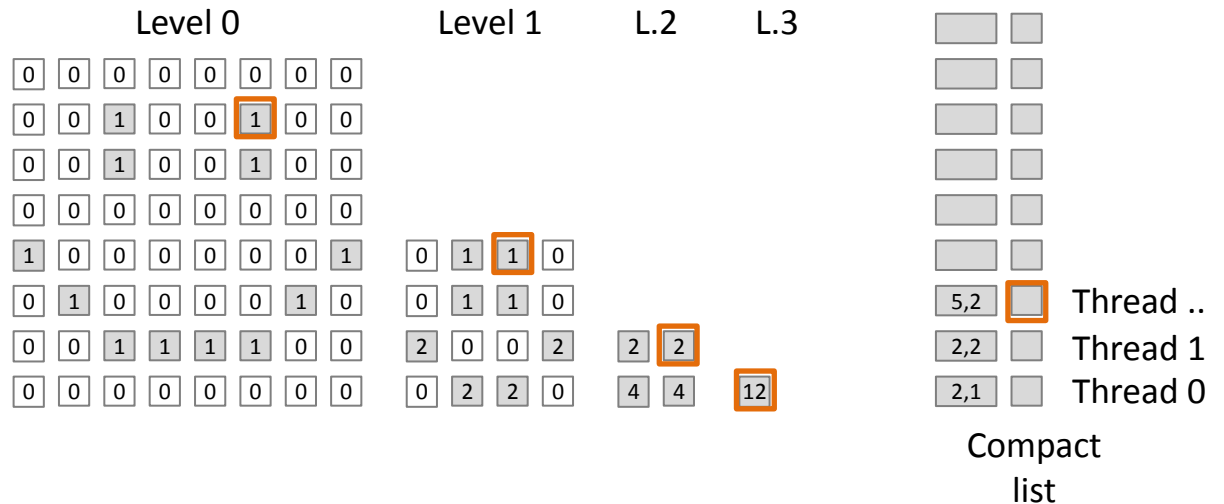 Level 0 Level 1 L.2 L.3
0 0 0 0 0 0 0 0
0 0 1 0 0 1 0 0
0 0 1 0 0 1 0 0
0 0 0 0 0 0 0 0
1 0 0 0 0 0 0 1 0 1 1 0
0 1 0 0 0 0 1 0 0 1 1 0 5,2 Thread ..
0 0 1 1 1 1 0 0 2 0 0 2 2 2 2,2 Thread 1
0 0 0 0 0 0 0 0 0 2 2 0 4 4 12 2,1 Thread 0
Compact
list